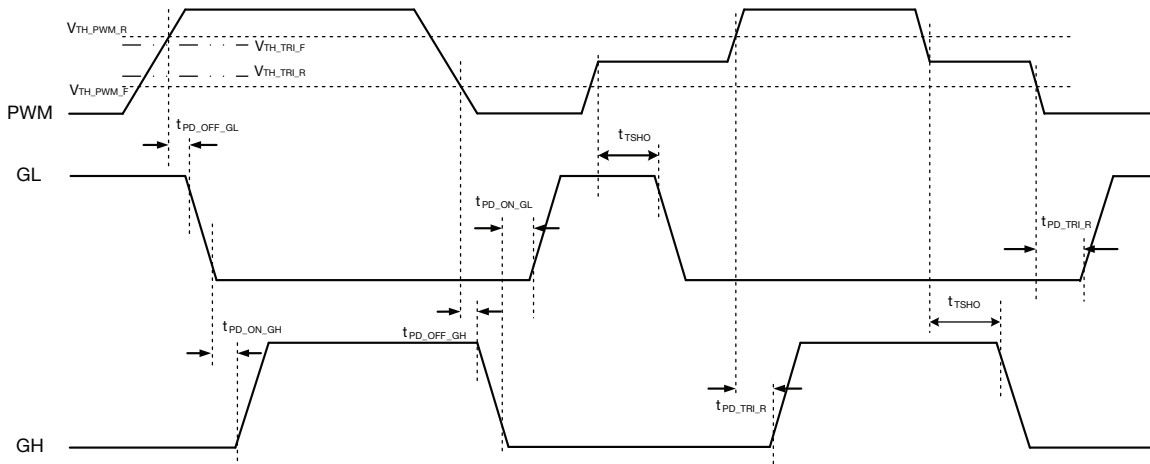 VTH_PWM_R
VTH_TRI_F
VTH_TRI_R
VTH_PWM_F
PWM
tPD_OFF_GL
tTSHO
GL
tPD_ON_GL
tPD_TRI_R
tTSHO
tPD_ON_GH
tPD_OFF_GH
tPD_TRI_R
GH